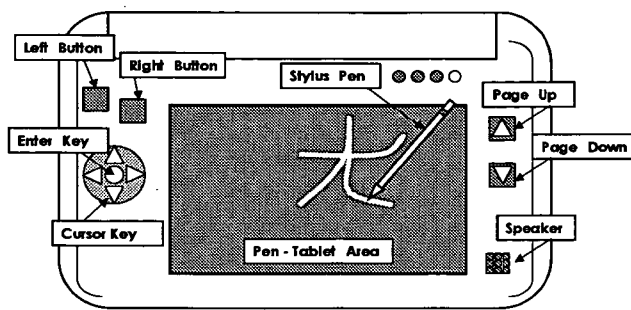 Left Button
Right Button
Stylus Pen
Page Up
Enter Key
Page Down
Cursor Key
Speaker
Pen - Tablet Area